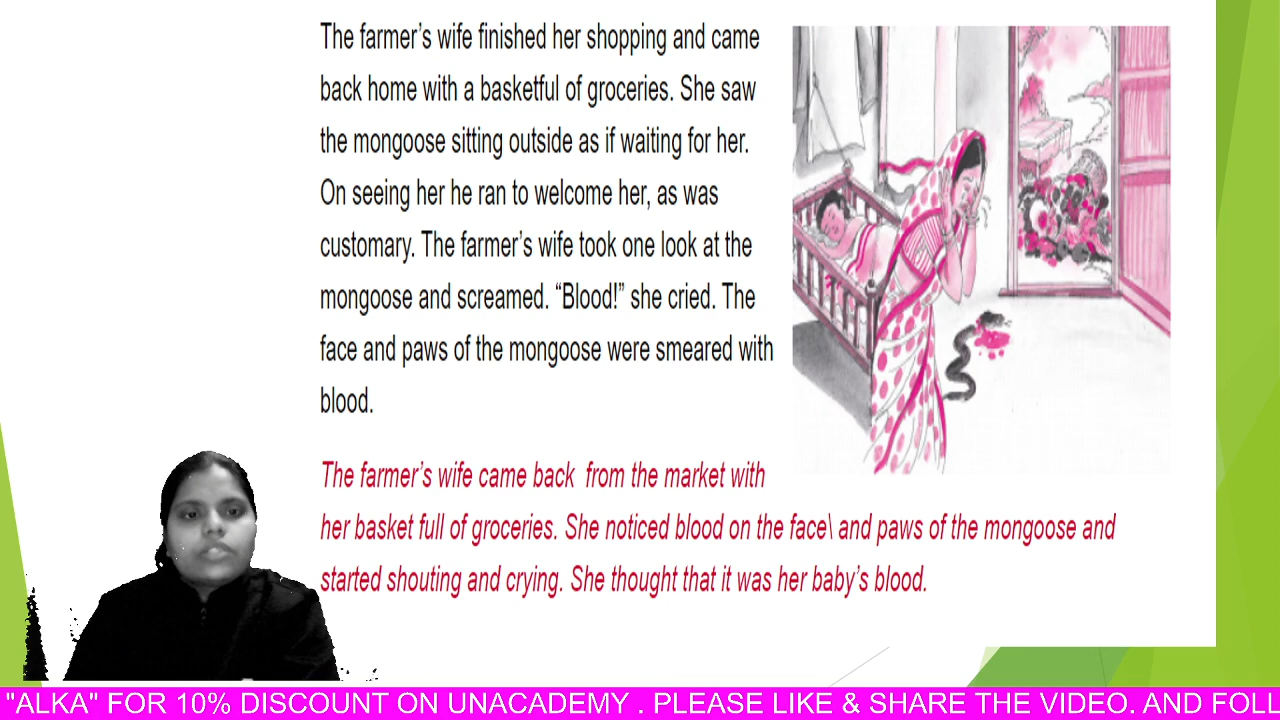 The farmer’s wife finished her shopping and came
back home with a basketful of groceries. She saw
the mongoose sitting outside as if waiting for her.
On seeing her he ran to welcome her, as was
customary. The farmer’s wife took one look at the
mongoose and screamed. “Blood!” she cried. The
face and paws of the mongoose were smeared with
blood.
The farmer’s wife came back from the market with
her basket full of groceries. She noticed blood on the face\ and paws of the mongoose and
started shouting and crying. She thought that it was her baby’s blood.
"ALKA" FOR 10% DISCOUNT ON UNACADEMY . PLEASE LIKE & SHARE THE VIDEO. AND FOLL